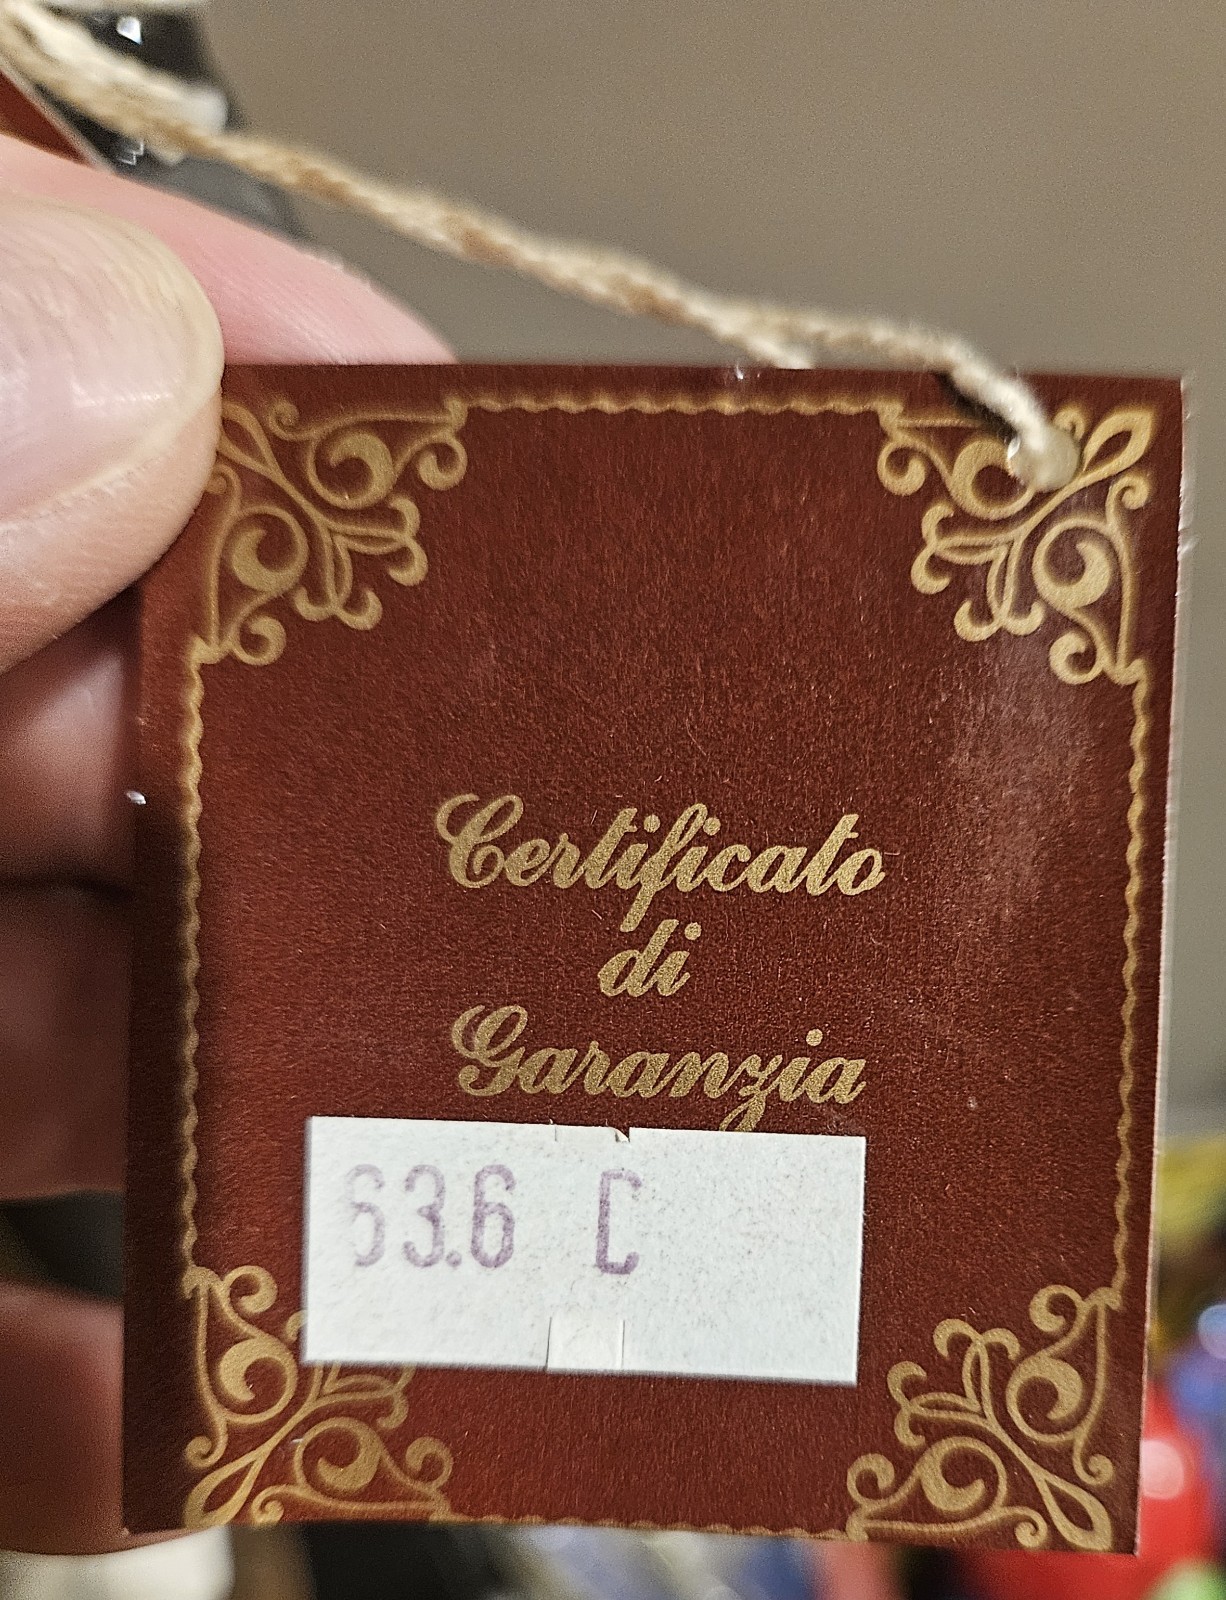 Certificato
di
Garanzia
63.6 C